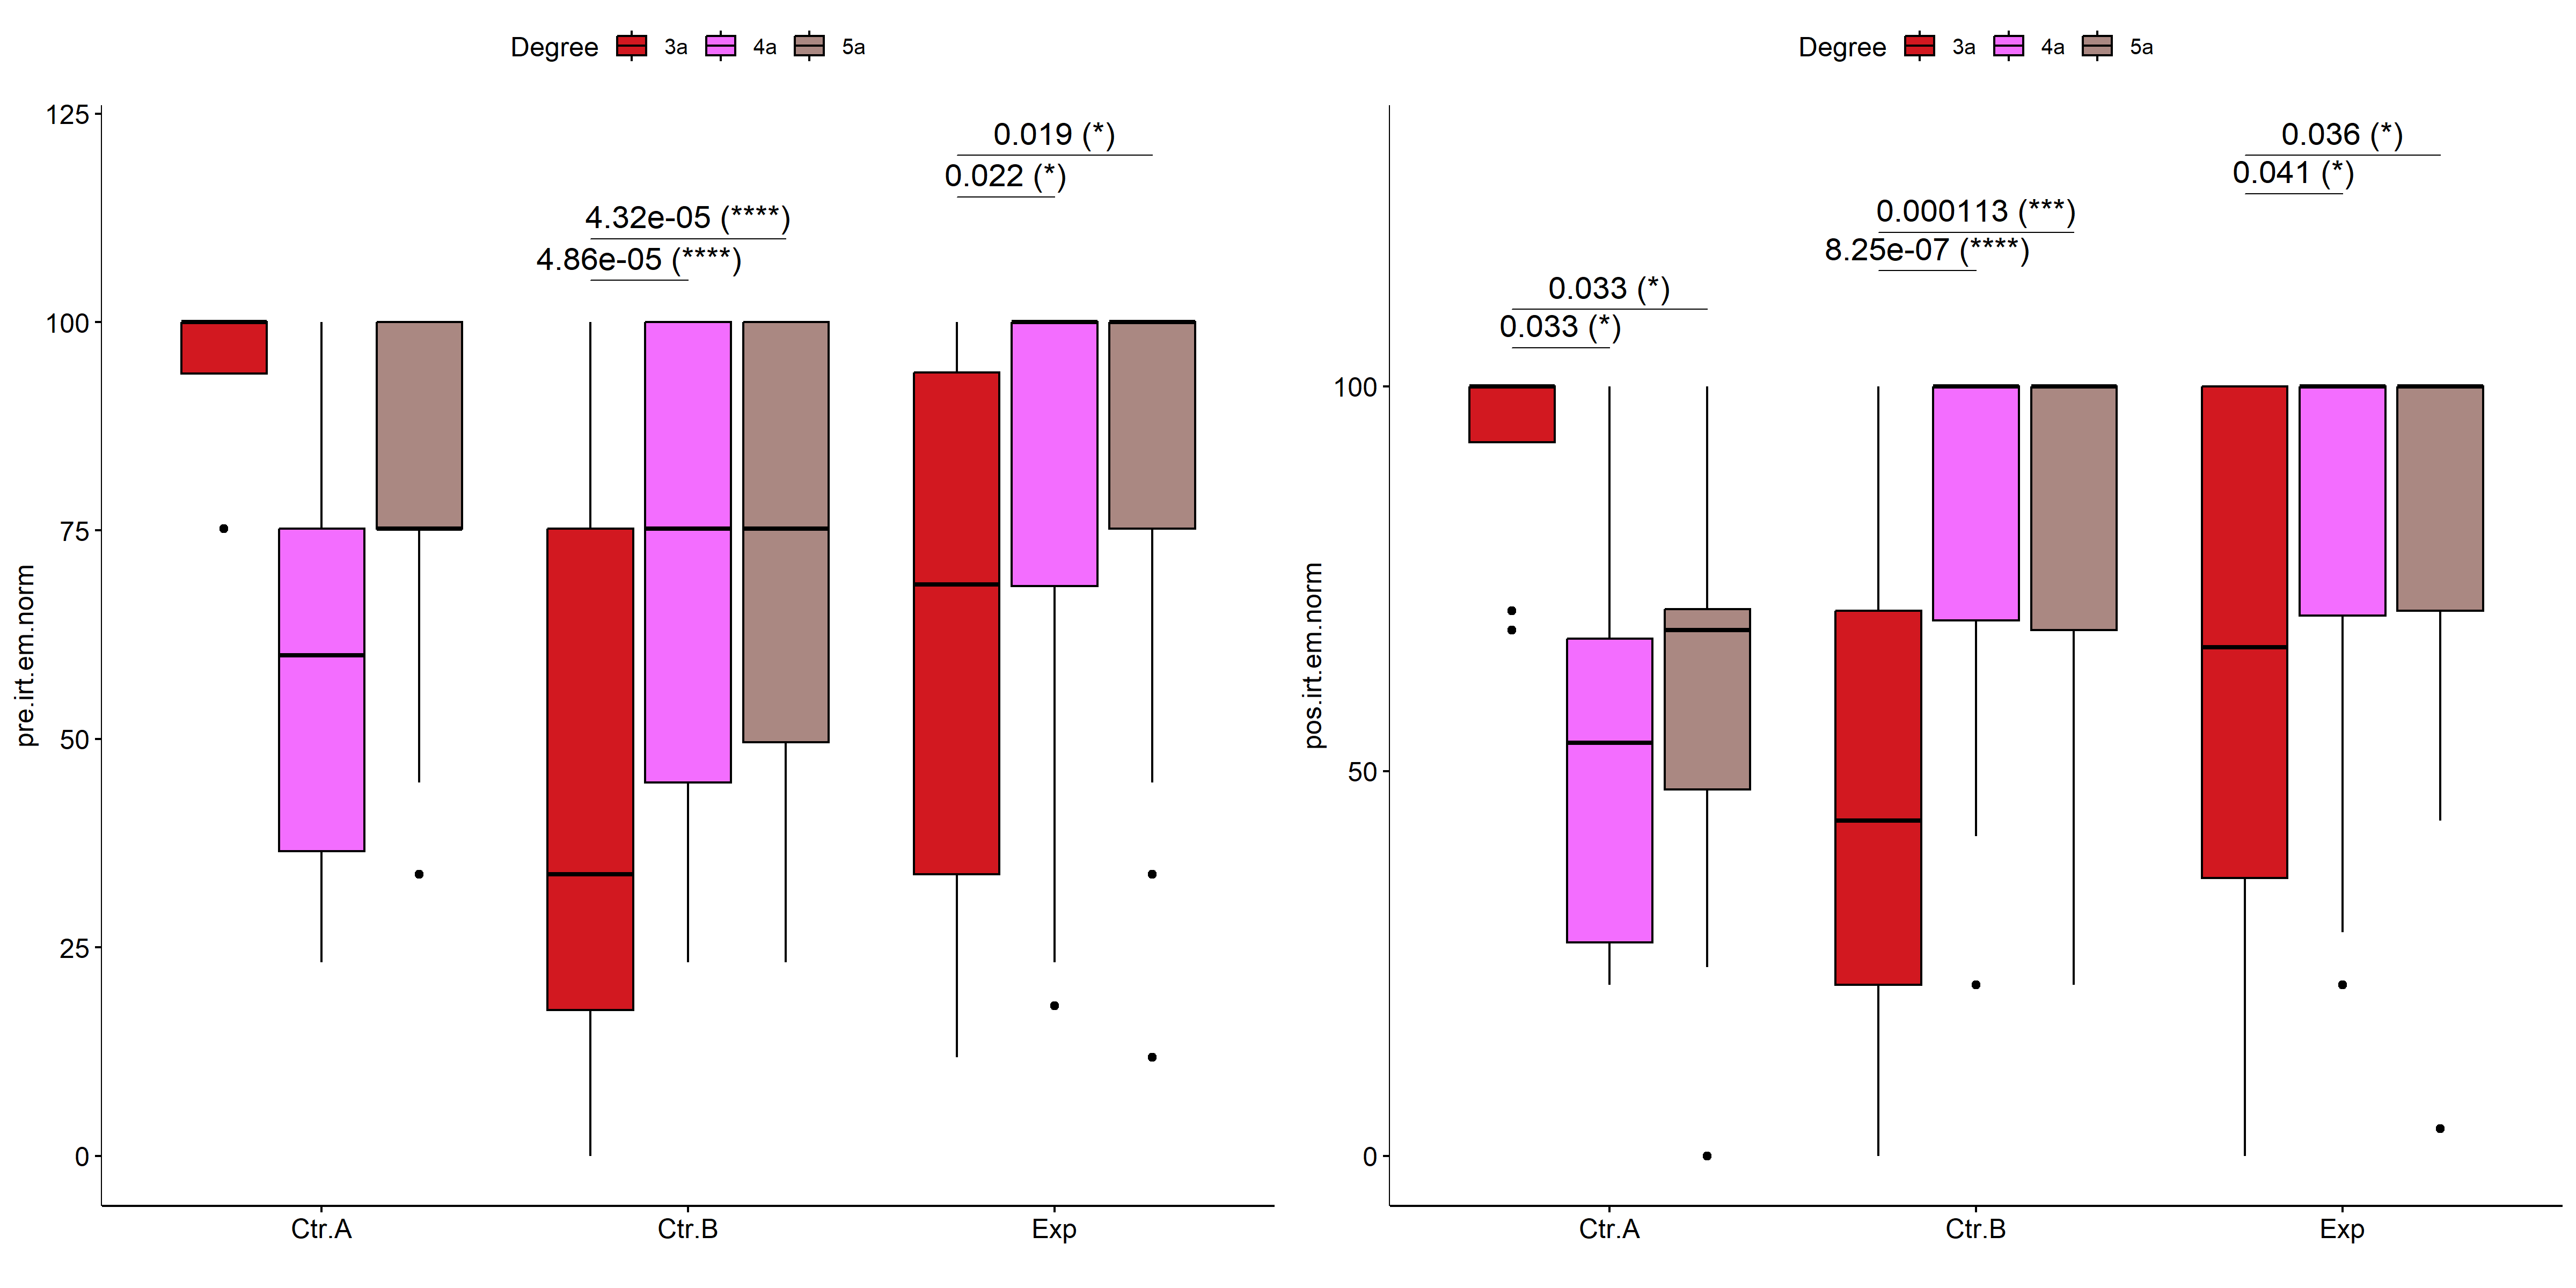 Degree 3a 4a 5a
125
100
75
50
25
0
pre.irt.em.norm
0.019 (*)
0.022 (*)
4.32e-05 (****)
4.86e-05 (****)
Ctr.A Ctr.B Exp
Degree 3a 4a 5a
100
50
0
pos.irt.em.norm
0.036 (*)
0.041 (*)
0.000113 (***)
8.25e-07 (****)
0.033 (*)
0.033 (*)
Ctr.A Ctr.B Exp